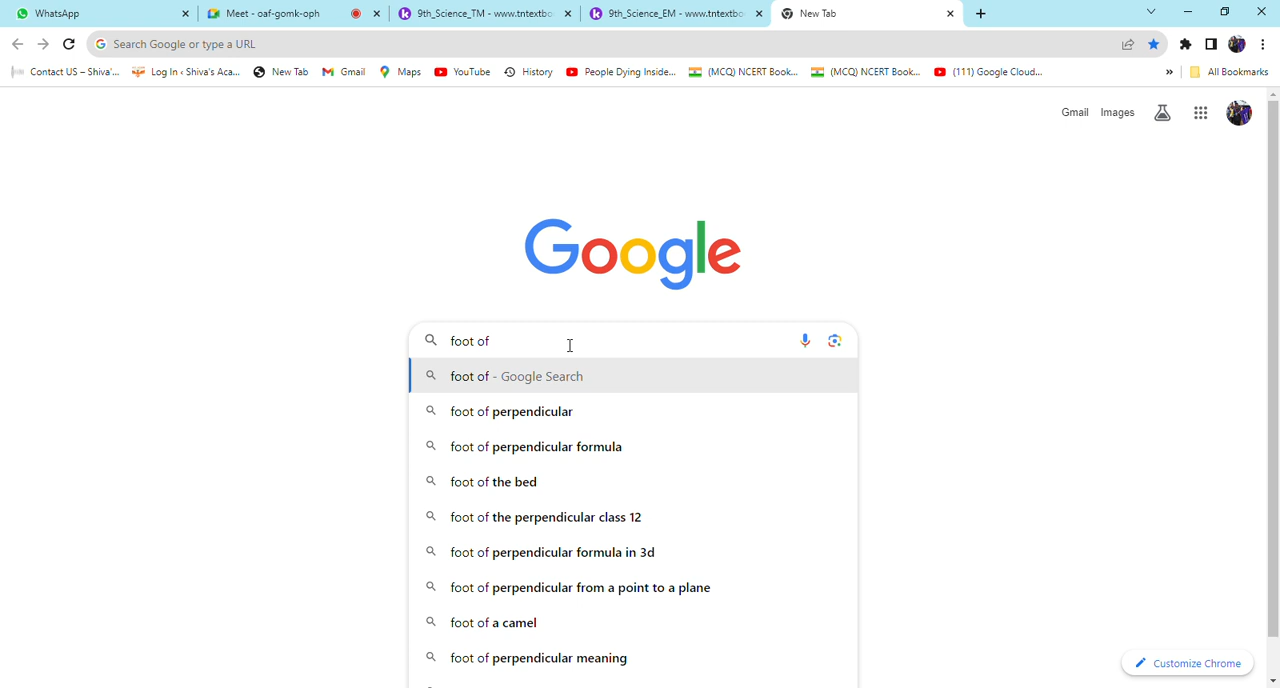 WhatsApp
Meet - oaf-gomk-oph
9th_Science_TM - www.tntextbo
9th_Science_EM - www.tntextbo
New Tab
Search Google or type a URL
Contact US – Shiva'...
Log In ‹ Shiva's Aca...
New Tab
Gmail
Maps
YouTube
History
People Dying Inside...
(MCQ) NCERT Book...
(MCQ) NCERT Book...
(111) Google Cloud...
»
All Bookmarks
Gmail
Images
Google
foot of
foot of - Google Search
foot of perpendicular
foot of perpendicular formula
foot of the bed
foot of the perpendicular class 12
foot of perpendicular formula in 3d
foot of perpendicular from a point to a plane
foot of a camel
foot of perpendicular meaning
Customize Chrome